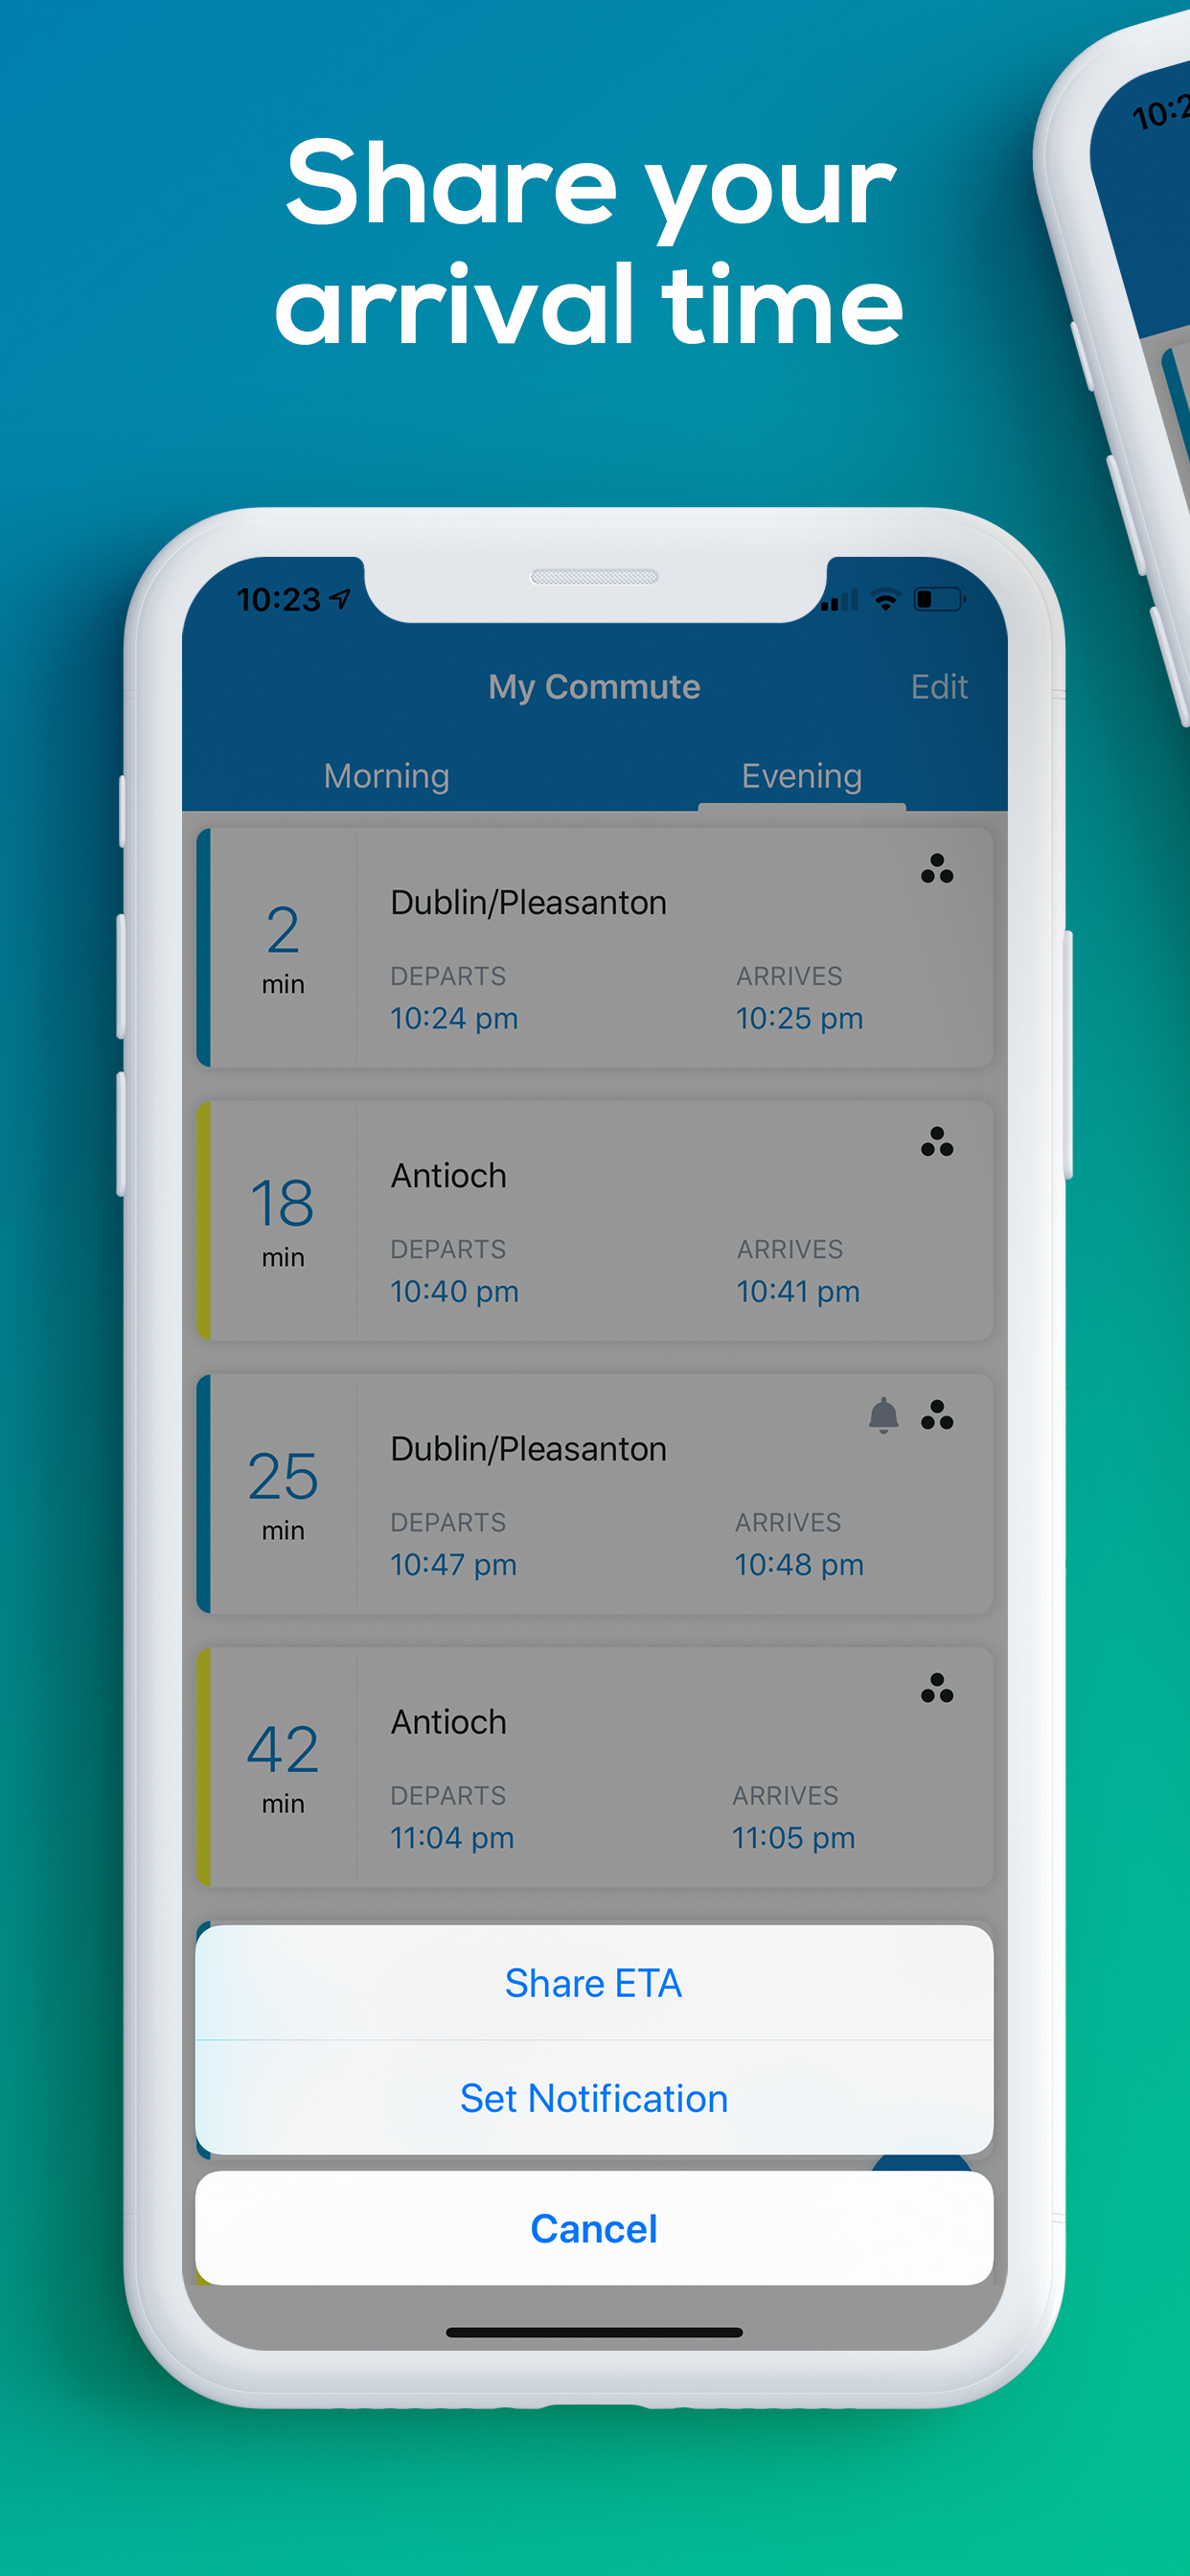 Share your
arrival time
10:23
My Commute
Edit
Morning
Evening
2
min
Dublin/Pleasanton
DEPARTS
ARRIVES
10:24 pm
10:25 pm
18
min
Antioch
DEPARTS
ARRIVES
10:40 pm
10:41 pm
25
min
Dublin/Pleasanton
DEPARTS
ARRIVES
10:47 pm
10:48 pm
42
min
Antioch
DEPARTS
ARRIVES
11:04 pm
11:05 pm
Share ETA
Set Notification
Cancel